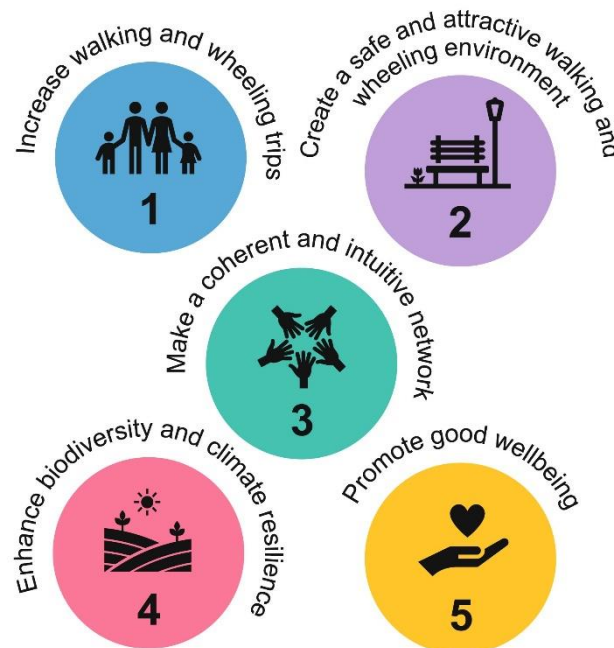 Increase walking and wheeling trips
1
Create a safe and attractive walking and
wheeling environment
2
Make a coherent and intuitive network
3
Enhance biodiversity and climate resilience
4
Promote good wellbeing
5